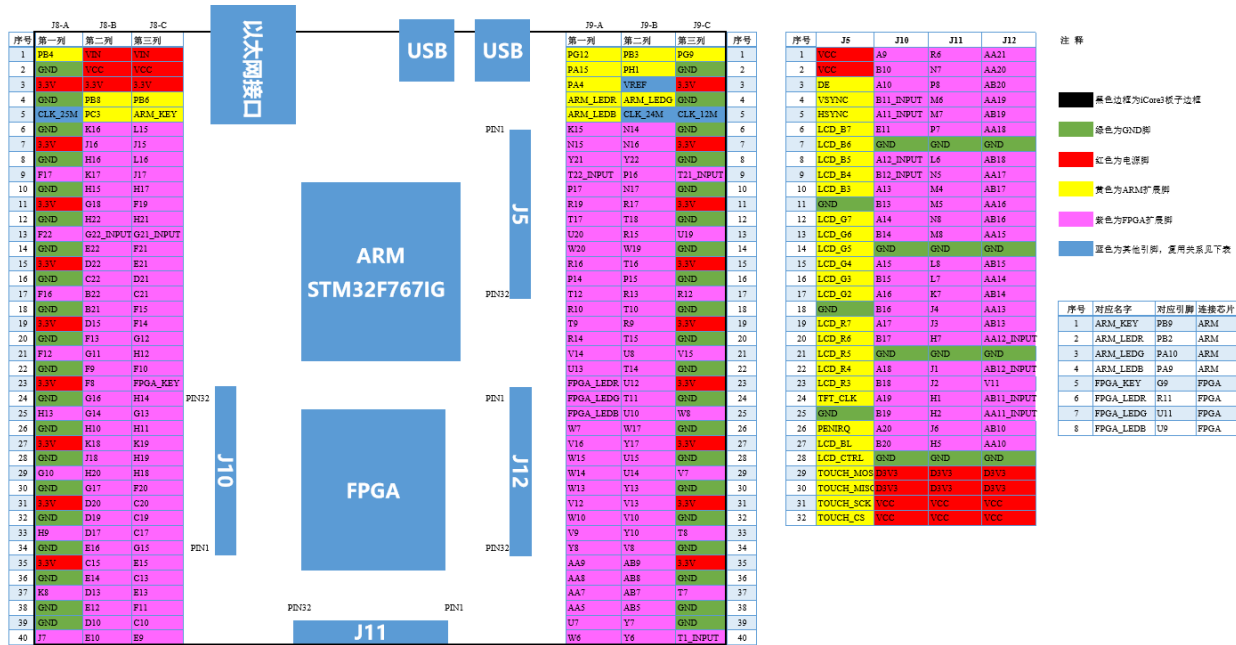 J8-A J8-B J8-C
序号 第一列 第二列 第三列
1 PB4 VIN VIN
2 GND VCC VCC
3 3.3V 3.3V 3.3V
4 GND PB8 PB6
5 CLK_25M PC3 ARM_KEY
6 GND K16 L15
7 3.3V J16 J15
8 GND H16 L16
9 F17 K17 J17
10 GND H15 H17
11 3.3V G18 F19
12 GND H22 H21
13 F22 G22_INPUT G21_INPUT
14 GND E22 F21
15 3.3V D22 E21
16 GND C22 D21
17 F16 B22 C21
18 GND B21 F15
19 3.3V D15 F14
20 GND F13 G12
21 F12 G11 H12
22 GND F9 F10
23 3.3V F8 FPGA_KEY
24 GND G16 H14
25 H13 G14 G13
26 GND H10 H11
27 3.3V K18 K19
28 GND J18 H19
29 G10 H20 H18
30 GND G17 F20
31 3.3V D20 C20
32 GND D19 C19
33 H9 D17 C17
34 GND E16 G15
35 3.3V C15 E15
36 GND E14 C13
37 K8 D13 E13
38 GND E12 F11
39 GND D10 C10
40 J7 E10 E9
以太网接口
USB
USB
PIN1
J5
PIN32
ARM
STM32F767IG
PIN32
J10
PIN1
FPGA
PIN1
J12
PIN32
PIN32 PIN1
J11
J9-A J9-B J9-C
第一列 第二列 第三列 序号
PG12 PB3 PG9 1
PA15 PH1 GND 2
PA4 VREF 3.3V 3
ARM_LEDR ARM_LEDG GND 4
ARM_LEDB CLK_24M CLK_12M 5
K15 N14 GND 6
N15 N16 3.3V 7
Y21 Y22 GND 8
T22_INPUT P16 T21_INPUT 9
P17 N17 GND 10
R19 R17 3.3V 11
T17 T18 GND 12
U20 R15 U19 13
W20 W19 GND 14
R16 T16 3.3V 15
P14 P15 GND 16
T12 R13 R12 17
R10 T10 GND 18
T9 R9 3.3V 19
R14 T15 GND 20
V14 U8 V15 21
U13 T14 GND 22
FPGA_LEDR U12 3.3V 23
FPGA_LEDG T11 GND 24
FPGA_LEDB U10 W8 25
W7 W17 GND 26
V16 Y17 3.3V 27
W15 U15 GND 28
W14 U14 V7 29
W13 Y13 GND 30
V12 V13 3.3V 31
W10 V10 GND 32
V9 Y10 T8 33
Y8 V8 GND 34
AA9 AB9 3.3V 35
AA8 AB8 GND 36
AA7 AB7 T7 37
AA5 AB5 GND 38
U7 Y7 GND 39
W6 Y6 T1_INPUT 40
序号 J5 J10 J11 J12
1 VCC A9 R6 AA21
2 VCC B10 N7 AA20
3 DE A10 P8 AB20
4 VSYNC B11_INPUT M6 AA19
5 HSYNC A11_INPUT M7 AB19
6 LCD_B7 E11 P7 AA18
7 LCD_B6 GND GND GND
8 LCD_B5 A12_INPUT L6 AB18
9 LCD_B4 B12_INPUT N5 AA17
10 LCD_B3 A13 M4 AB17
11 GND B13 M5 AA16
12 LCD_G7 A14 N8 AB16
13 LCD_G6 B14 M8 AA15
14 LCD_G5 GND GND GND
15 LCD_G4 A15 L8 AB15
16 LCD_G3 B15 L7 AA14
17 LCD_G2 A16 K7 AB14
18 GND B16 J4 AA13
19 LCD_R7 A17 J3 AB13
20 LCD_R6 B17 H7 AA12_INPUT
21 LCD_R5 GND GND GND
22 LCD_R4 A18 J1 AB12_INPUT
23 LCD_R3 B18 J2 V11
24 TFT_CLK A19 H1 AB11_INPUT
25 GND B19 H2 AA11_INPUT
26 PENIRQ A20 J6 AB10
27 LCD_BL B20 H5 AA10
28 LCD_CTRL GND GND GND
29 TOUCH_MOS D3V3 D3V3 D3V3
30 TOUCH_MISO D3V3 D3V3 D3V3
31 TOUCH_SCK VCC VCC VCC
32 TOUCH_CS VCC VCC VCC
注 释
黑色边框为iCore3板子边框
绿色为GND脚
红色为电源脚
黄色为ARM扩展脚
紫色为FPGA扩展脚
蓝色为其他引脚，复用关系见下表
序号 对应名字 对应引脚 连接芯片
1 ARM_KEY PB9 ARM
2 ARM_LEDR PB2 ARM
3 ARM_LEDG PA10 ARM
4 ARM_LEDB PA9 ARM
5 FPGA_KEY G9 FPGA
6 FPGA_LEDR R11 FPGA
7 FPGA_LEDG U11 FPGA
8 FPGA_LEDB U9 FPGA